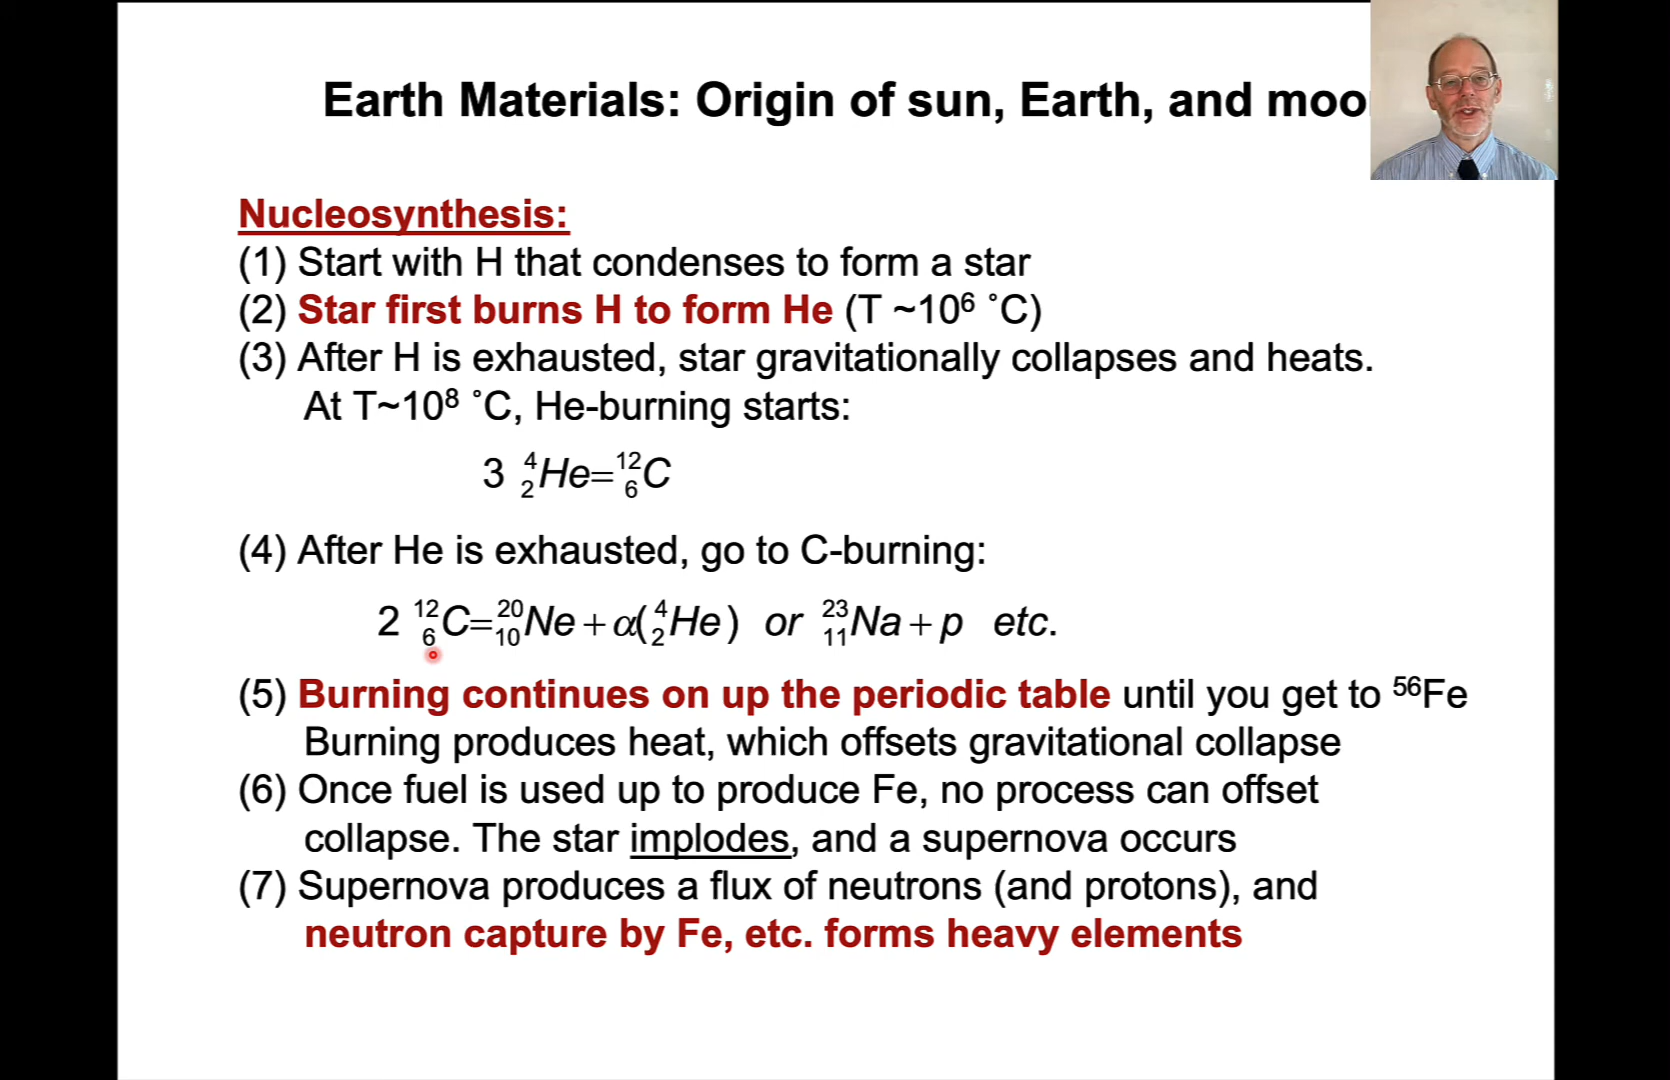 Earth Materials: Origin of sun, Earth, and moo
Nucleosynthesis:
(1) Start with H that condenses to form a star
(2) Star first burns H to form He (T ~10⁶ ˚C)
(3) After H is exhausted, star gravitationally collapses and heats.
At T~10⁸ ˚C, He-burning starts:
3 ⁴₂He=¹²₆C
(4) After He is exhausted, go to C-burning:
2 ¹²₆C=²⁰₁₀Ne+α(⁴₂He) or ²³₁₁Na+p etc.
(5) Burning continues on up the periodic table until you get to ⁵⁶Fe
Burning produces heat, which offsets gravitational collapse
(6) Once fuel is used up to produce Fe, no process can offset
collapse. The star implodes, and a supernova occurs
(7) Supernova produces a flux of neutrons (and protons), and
neutron capture by Fe, etc. forms heavy elements